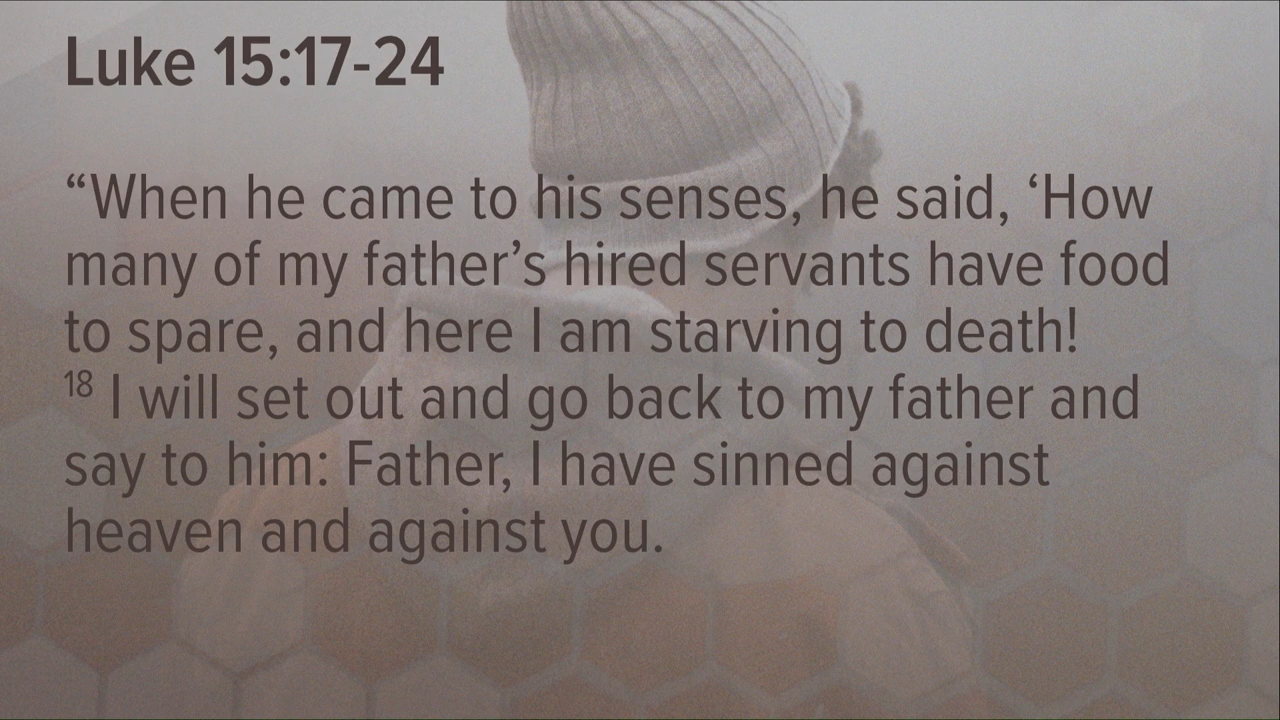 Luke 15:17-24
“When he came to his senses, he said, ‘How
many of my father’s hired servants have food
to spare, and here I am starving to death!
18 I will set out and go back to my father and
say to him: Father, I have sinned against
heaven and against you.